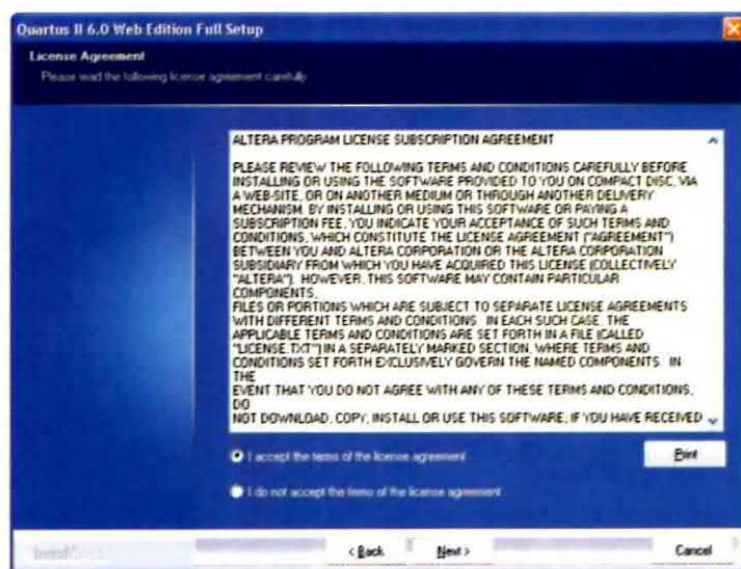 Quartus II 6.0 Web Edition Full Setup
License Agreement
Please read the following license agreement carefully.
ALTERA PROGRAM LICENSE SUBSCRIPTION AGREEMENT
PLEASE REVIEW THE FOLLOWING TERMS AND CONDITIONS CAREFULLY BEFORE
INSTALLING OR USING THE SOFTWARE PROVIDED TO YOU ON COMPACT DISC, VIA
A WEB-SITE, OR ON ANOTHER MEDIUM OR THROUGH ANOTHER DELIVERY
MECHANISM. BY INSTALLING OR USING THIS SOFTWARE OR PAYING A
SUBSCRIPTION FEE, YOU INDICATE YOUR ACCEPTANCE OF SUCH TERMS AND
CONDITIONS, WHICH CONSTITUTE THE LICENSE AGREEMENT ("AGREEMENT")
BETWEEN YOU AND ALTERA CORPORATION OR THE ALTERA CORPORATION
SUBSIDIARY FROM WHICH YOU HAVE ACQUIRED THIS LICENSE (COLLECTIVELY
"ALTERA"). HOWEVER, THIS SOFTWARE MAY CONTAIN PARTICULAR
COMPONENTS,
FILES OR PORTIONS WHICH ARE SUBJECT TO SEPARATE LICENSE AGREEMENTS
WITH DIFFERENT TERMS AND CONDITIONS. IN EACH SUCH CASE, THE
APPLICABLE TERMS AND CONDITIONS ARE SET FORTH IN A FILE (CALLED
"LICENSE.TXT") IN A SEPARATELY MARKED SECTION, WHERE TERMS AND
CONDITIONS SET FORTH EXCLUSIVELY GOVERN THE NAMED COMPONENTS. IN
THE
EVENT THAT YOU DO NOT AGREE WITH ANY OF THESE TERMS AND CONDITIONS,
DO
NOT DOWNLOAD, COPY, INSTALL OR USE THIS SOFTWARE; IF YOU HAVE RECEIVED
I accept the terms of the license agreement
Print
I do not accept the terms of the license agreement
InstallShield
< Back
Next >
Cancel